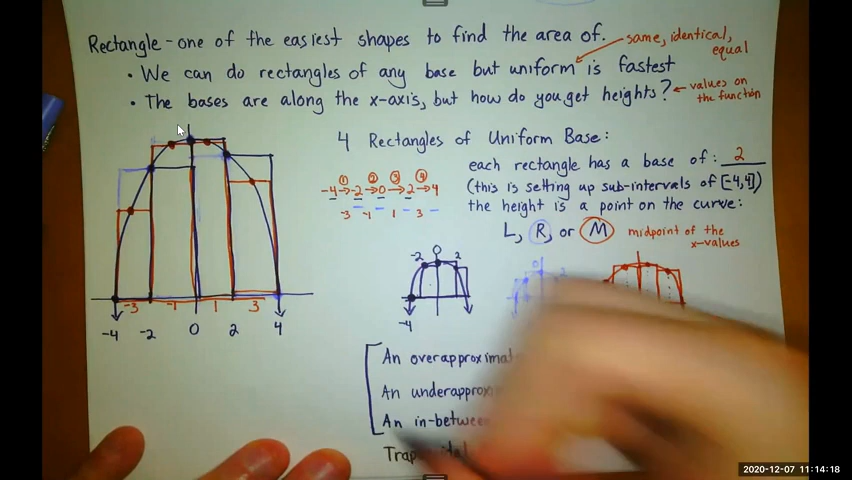 Rectangle - one of the easiest shapes to find the area of.
same, identical, equal
• We can do rectangles of any base but uniform is fastest
• The bases are along the x-axis, but how do you get heights?
values on the function
4 Rectangles of Uniform Base:
each rectangle has a base of: 2
(this is setting up sub-intervals of [-4,4])
the height is a point on the curve:
① ② ③ ④
-4 → -2 → 0 → 2 → 4
-3 -1 1 3
L, R, or M
midpoint of the x-values
-3 -1 1 3
-4 -2 0 2 4
-2 0 2
-4
An overapproximat
An underapproxi
An in-betwee
Trap
2020-12-07 11:14:18